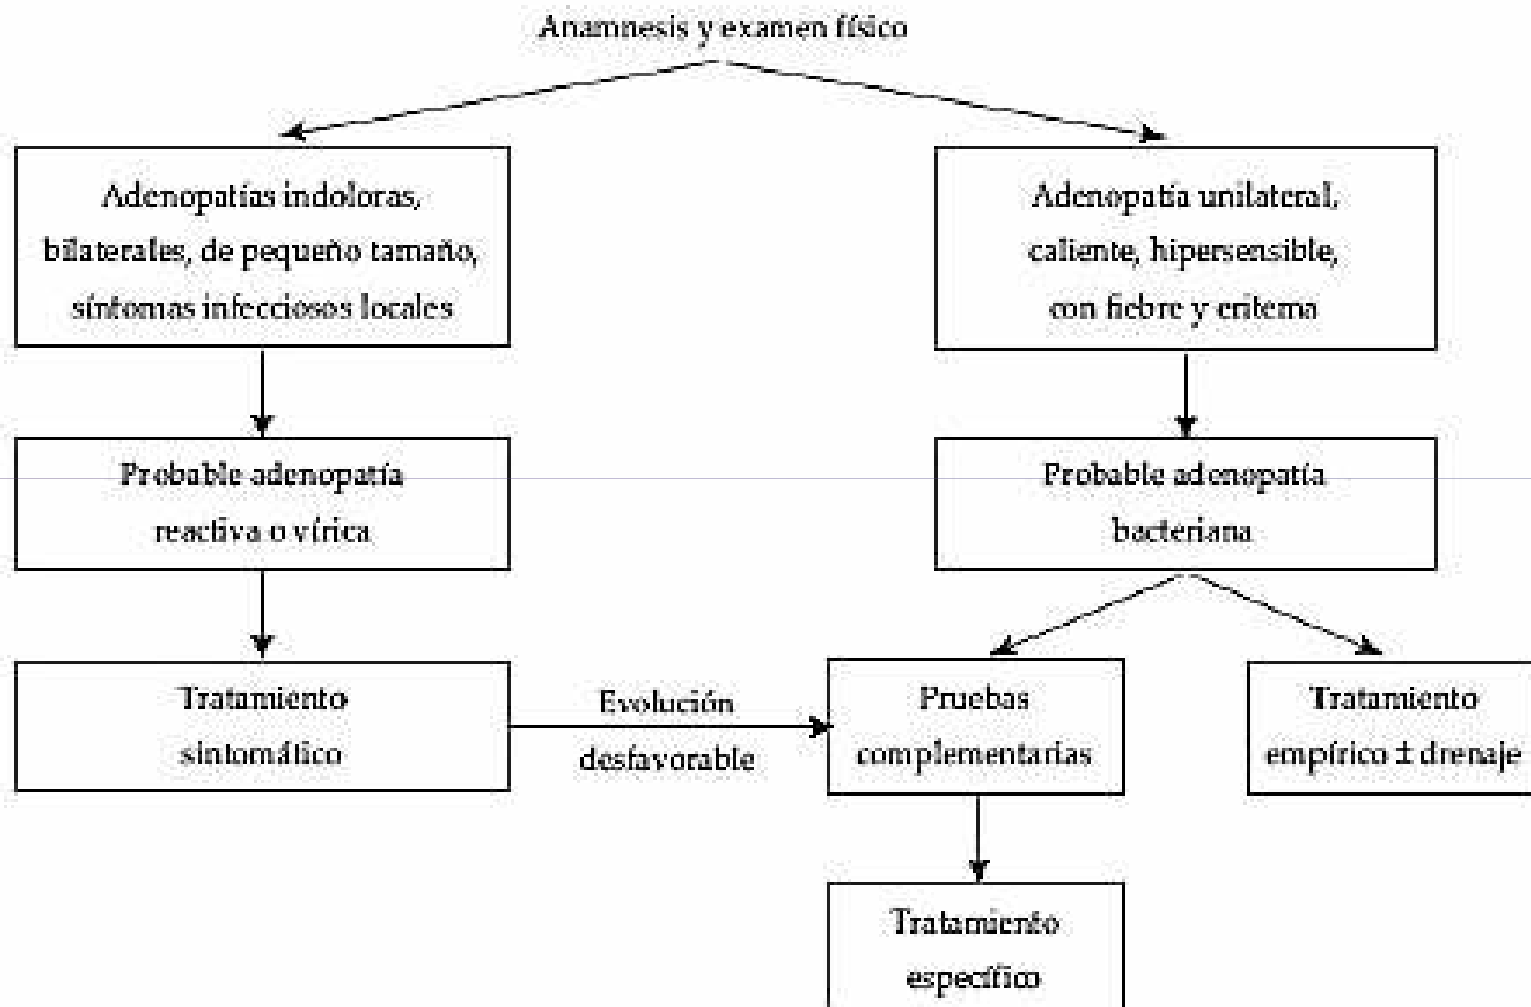 Anamnesis y examen físico
Adenopatías indoloras,
bilaterales, de pequeño tamaño,
síntomas infecciosos locales
Adenopatía unilateral,
caliente, hipersensible,
con fiebre y eritema
Probable adenopatía
reactiva o vírica
Probable adenopatía
bacteriana
Tratamiento
sintomático
Evolución
desfavorable
Pruebas
complementarias
Tratamiento
empírico ± drenaje
Tratamiento
específico